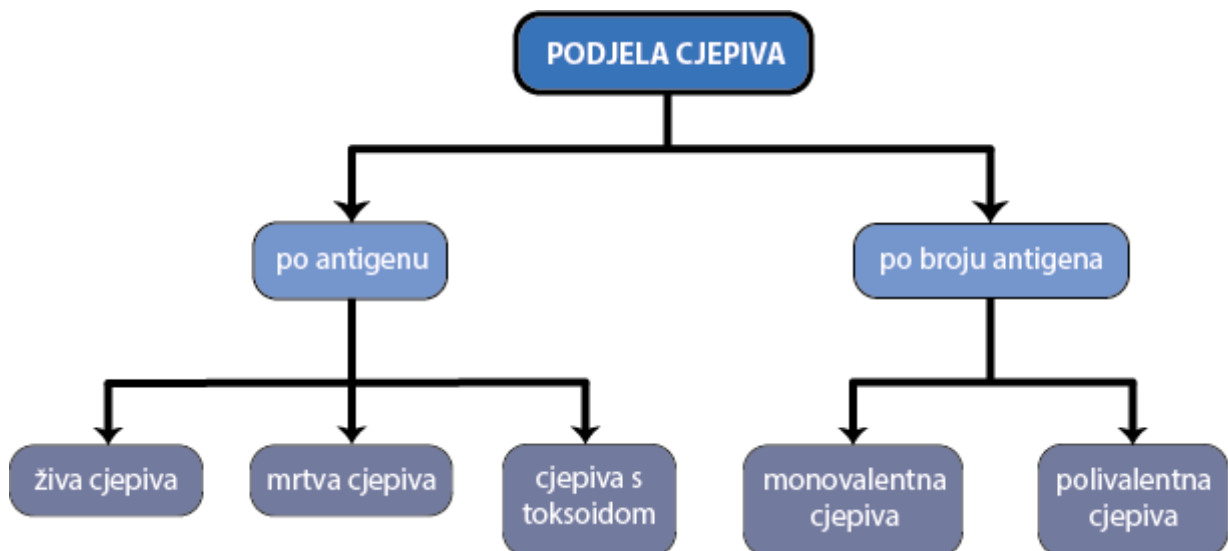 PODJELA CJEPIVA
po antigenu
po broju antigena
živa cjepiva
mrtva cjepiva
cjepiva s
toksoidom
monovalentna
cjepiva
polivalentna
cjepiva